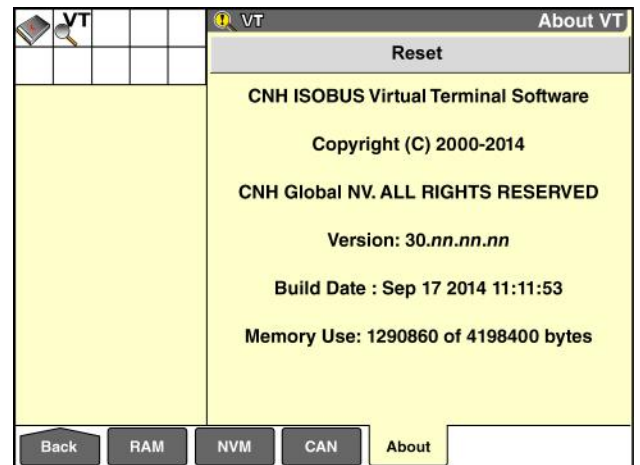 VT
VT
About VT
Reset
CNH ISOBUS Virtual Terminal Software
Copyright (C) 2000-2014
CNH Global NV. ALL RIGHTS RESERVED
Version: 30.nn.nn.nn
Build Date : Sep 17 2014 11:11:53
Memory Use: 1290860 of 4198400 bytes
Back
RAM
NVM
CAN
About